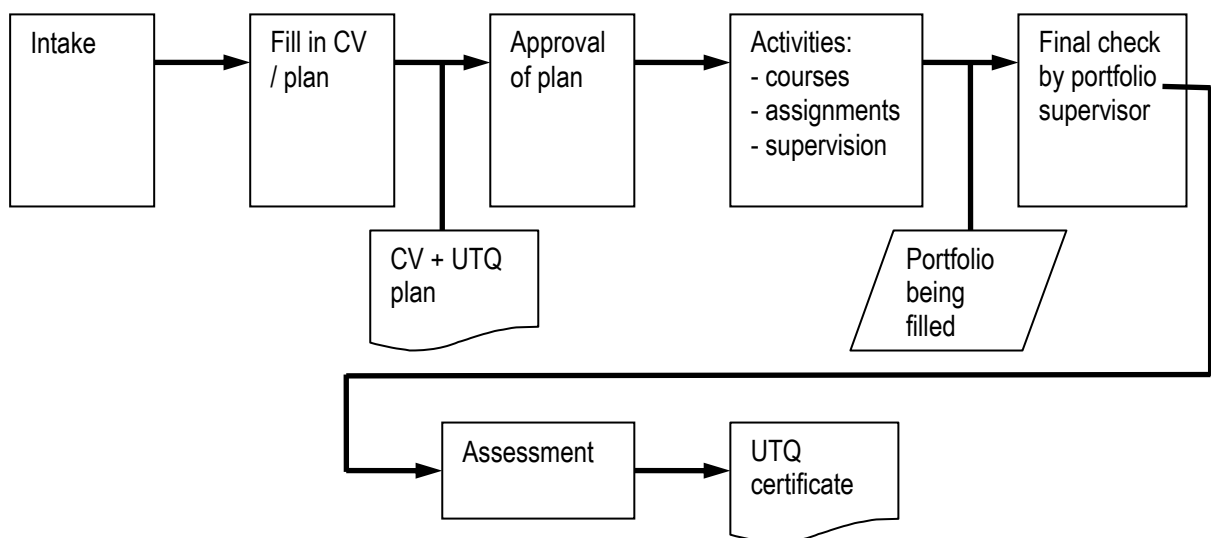 Intake
Fill in CV
/ plan
Approval
of plan
Activities:
- courses
- assignments
- supervision
Final check
by portfolio
supervisor
CV + UTQ
plan
Portfolio
being
filled
Assessment
UTQ
certificate